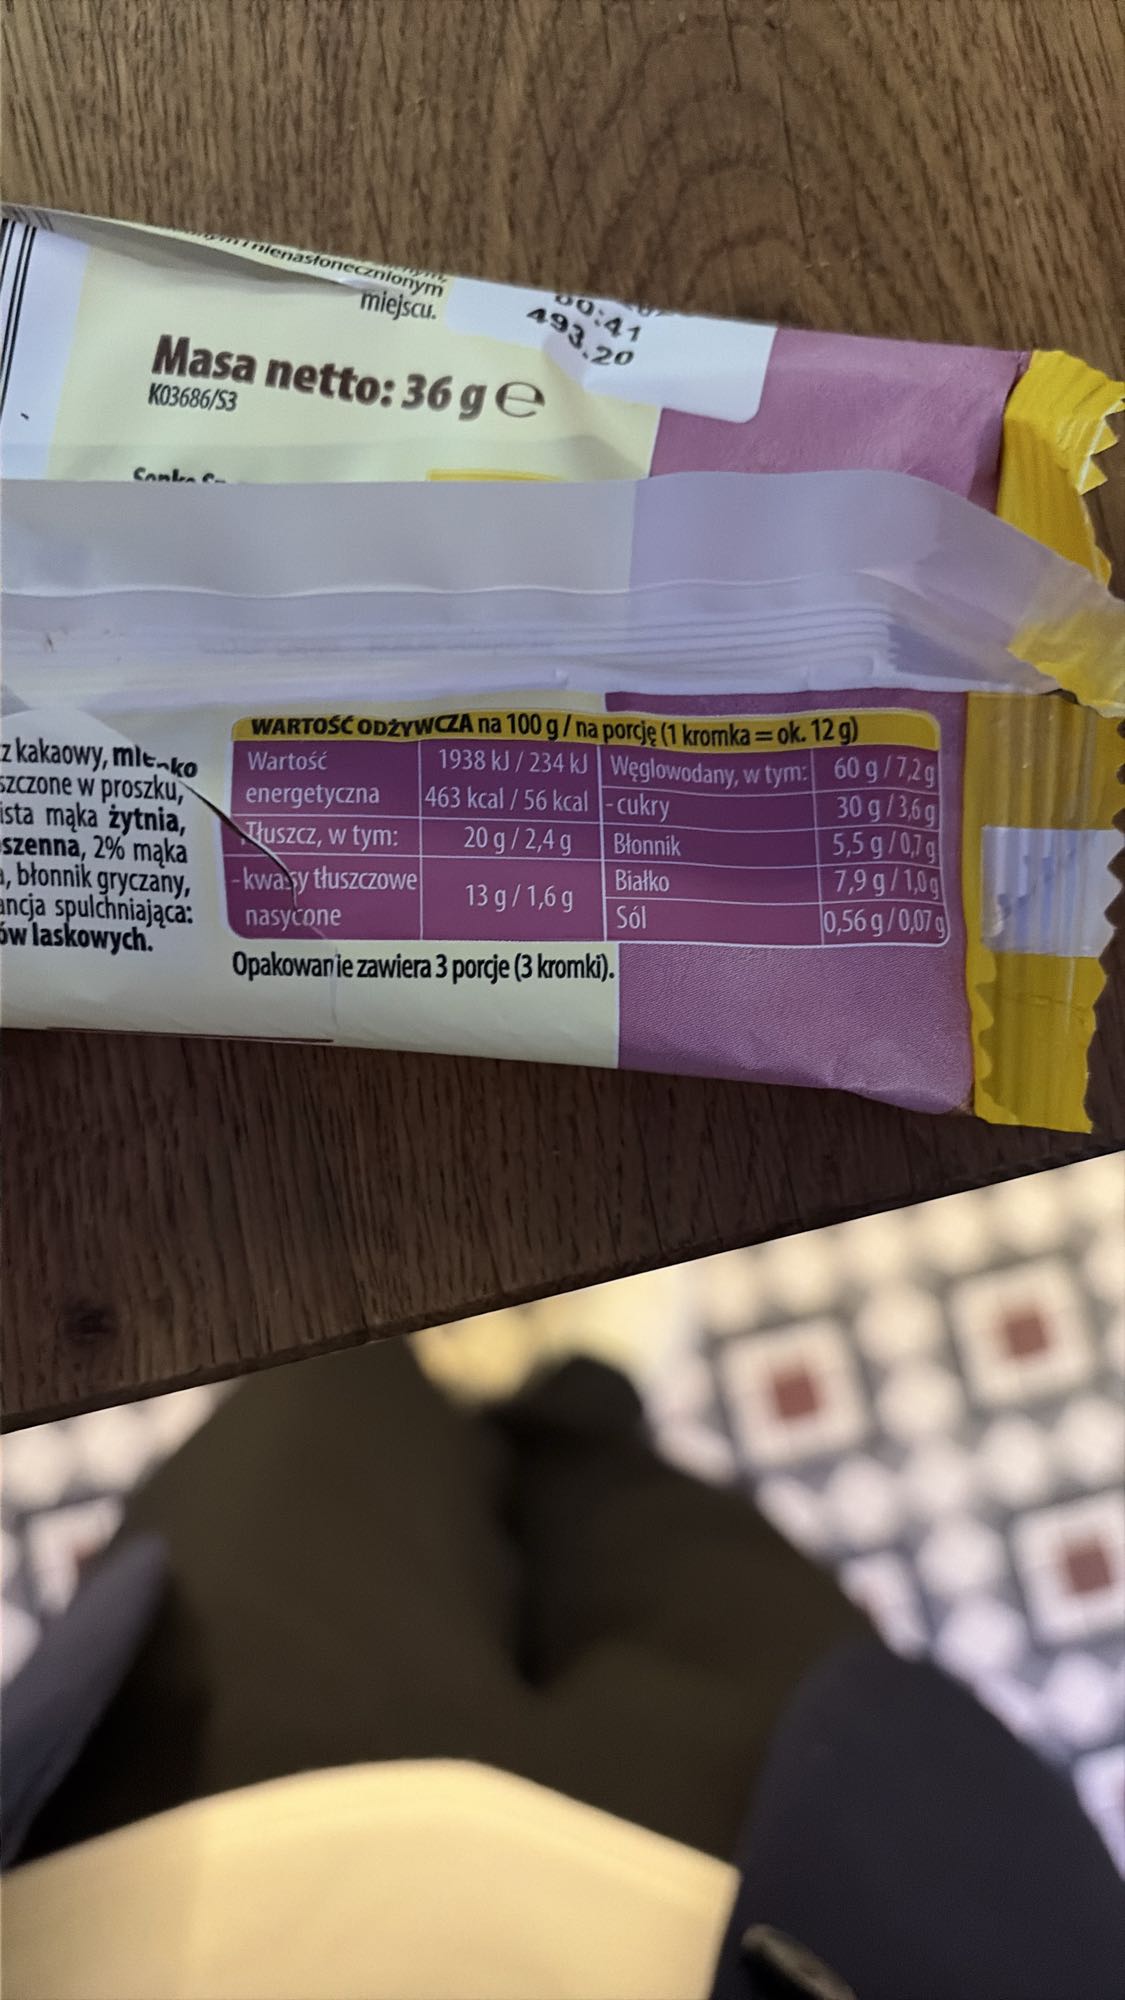 nienasłonecznionym
miejscu.
00:41
493.20
Masa netto: 36 g e
K03686/S3
z kakaowy, mleko
szczone w proszku,
ista mąka żytnia,
szenna, 2% mąka
a, błonnik gryczany,
ancja spulchniająca:
ów laskowych.
WARTOŚĆ ODŻYWCZA na 100 g / na porcję (1 kromka = ok. 12 g)
Wartość energetyczna 1938 kJ / 234 kJ 463 kcal / 56 kcal
Tłuszcz, w tym: 20 g / 2,4 g
- kwasy tłuszczowe nasycone 13 g / 1,6 g
Węglowodany, w tym: 60 g / 7,2 g
- cukry 30 g / 3,6 g
Błonnik 5,5 g / 0,7 g
Białko 7,9 g / 1,0 g
Sól 0,56 g / 0,07 g
Opakowanie zawiera 3 porcje (3 kromki).